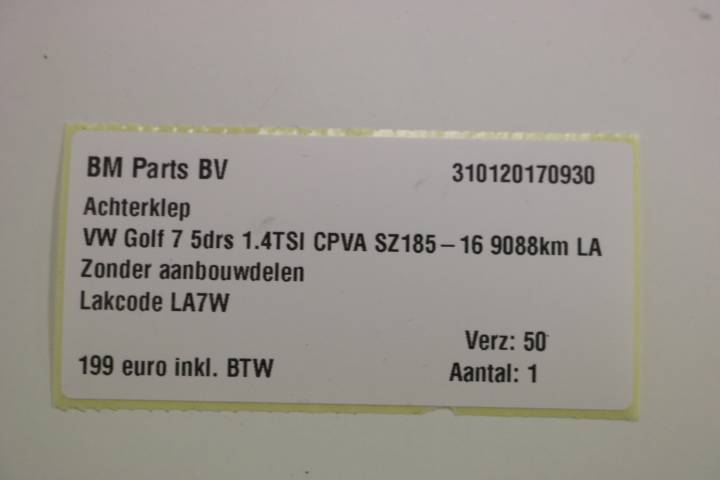 BM Parts BV 310120170930
Achterklep
VW Golf 7 5drs 1.4TSI CPVA SZ185-16 9088km LA
Zonder aanbouwdelen
Lakcode LA7W
Verz: 50
199 euro inkl. BTW Aantal: 1